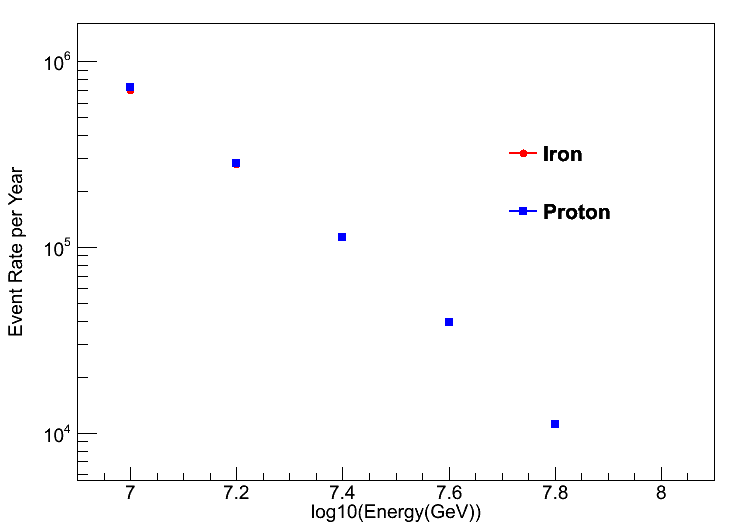 10^6
10^5
10^4
Event Rate per Year
Iron
Proton
7 7.2 7.4 7.6 7.8 8
log10(Energy(GeV))